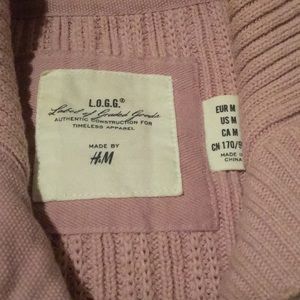 L.O.G.G.®
Label of Graded Goods
AUTHENTIC CONSTRUCTION FOR
TIMELESS APPAREL
MADE BY
H&M
EUR M
US M
CA M
CN 170/9
MADE IN
CHINA